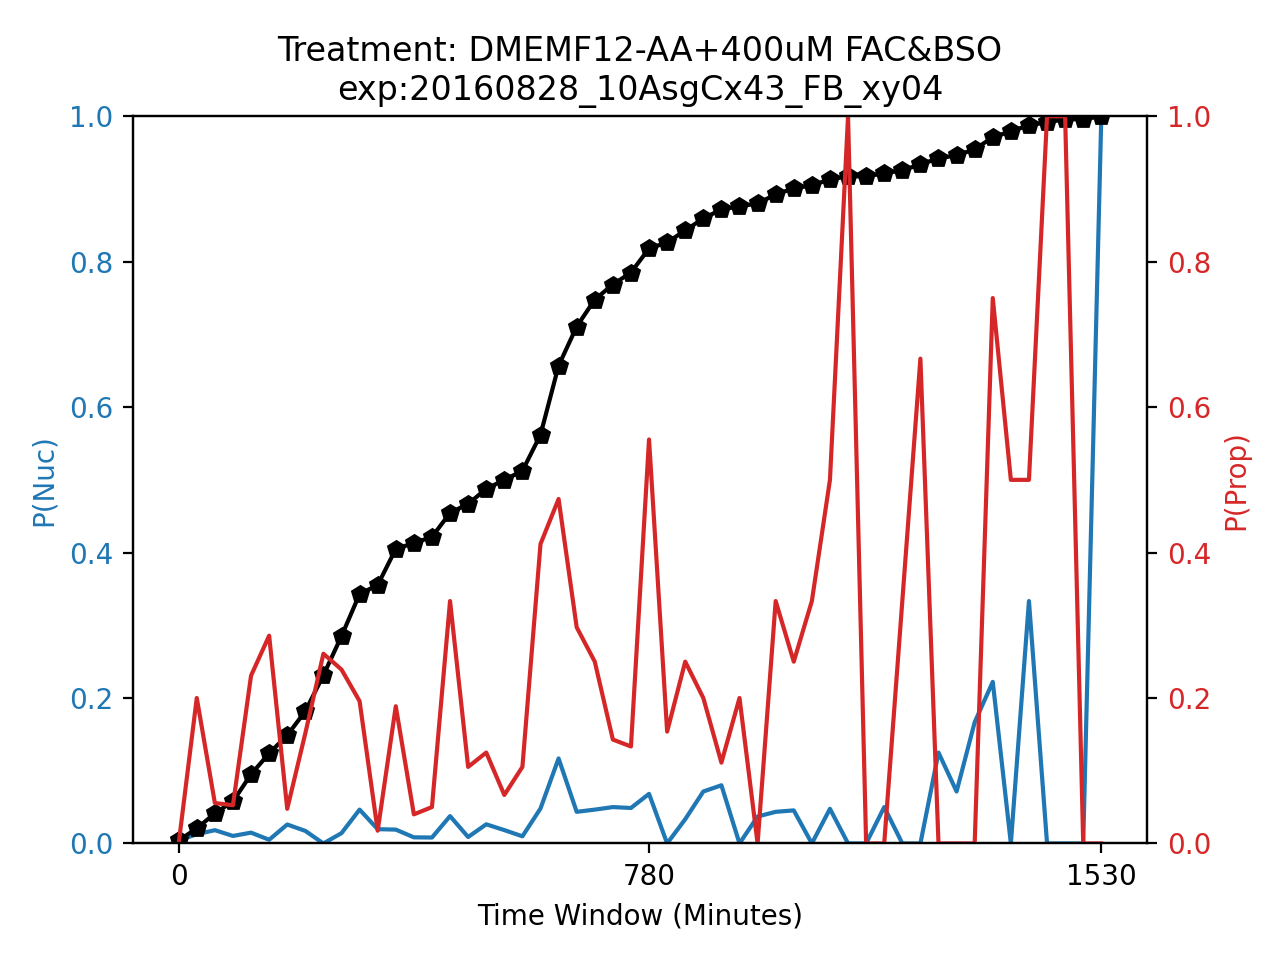 Treatment: DMEMF12-AA+400uM FAC&BSO
exp:20160828_10AsgCx43_FB_xy04
1.0
0.8
0.6
0.4
0.2
0.0
P(Nuc)
1.0
0.8
0.6
0.4
0.2
0.0
P(Prop)
0 780 1530
Time Window (Minutes)